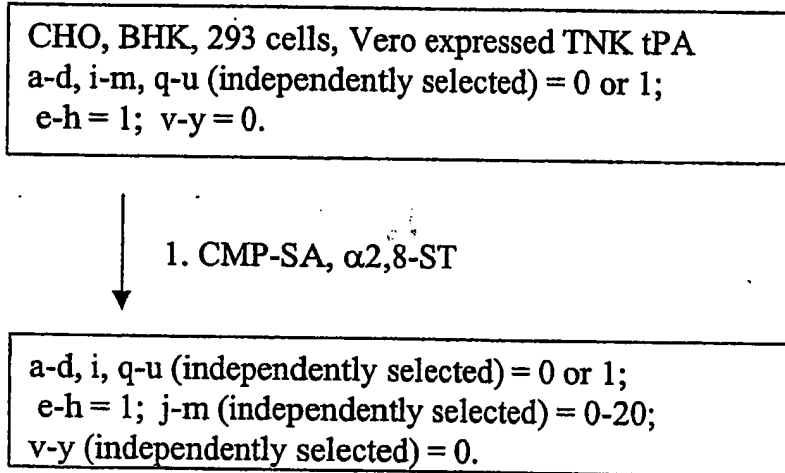 CHO, BHK, 293 cells, Vero expressed TNK tPA
a-d, i-m, q-u (independently selected) = 0 or 1;
e-h = 1; v-y = 0.
1. CMP-SA, α2,8-ST
a-d, i, q-u (independently selected) = 0 or 1;
e-h = 1; j-m (independently selected) = 0-20;
v-y (independently selected) = 0.